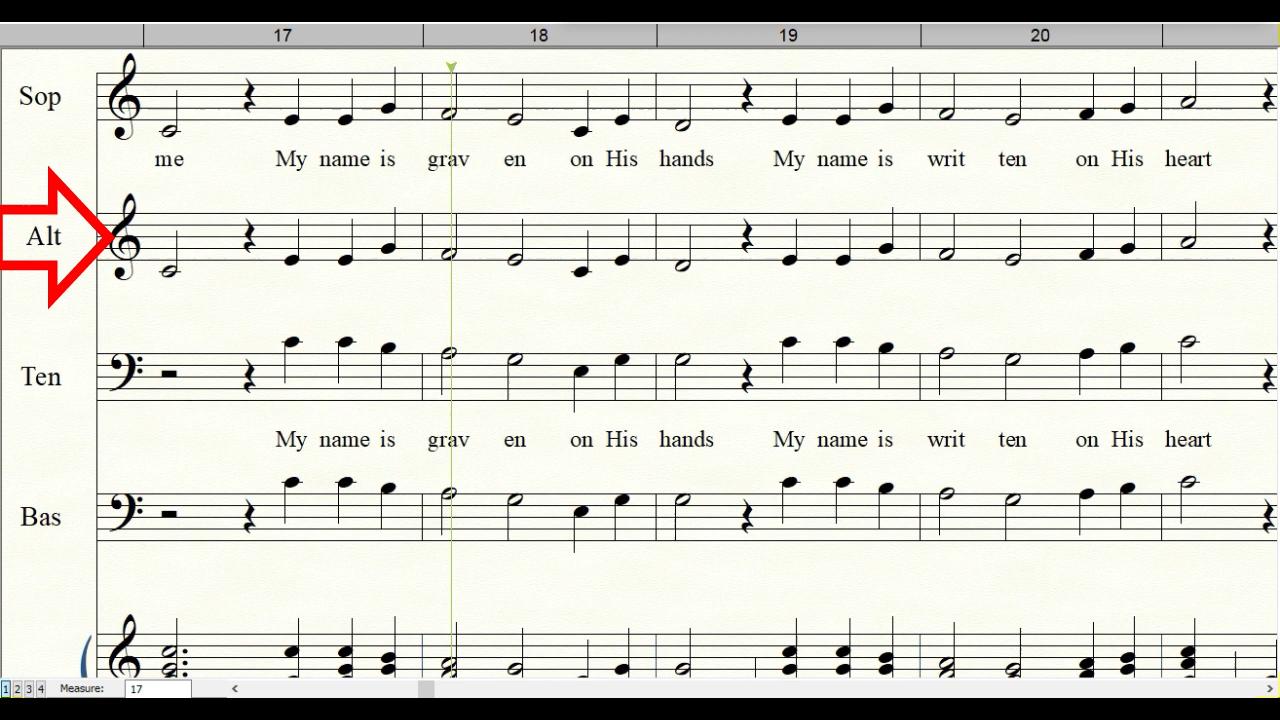 17 18 19 20
Sop
me My name is grav en on His hands My name is writ ten on His heart
Alt
Ten
My name is grav en on His hands My name is writ ten on His heart
Bas
1 2 3 4 Measure: 17